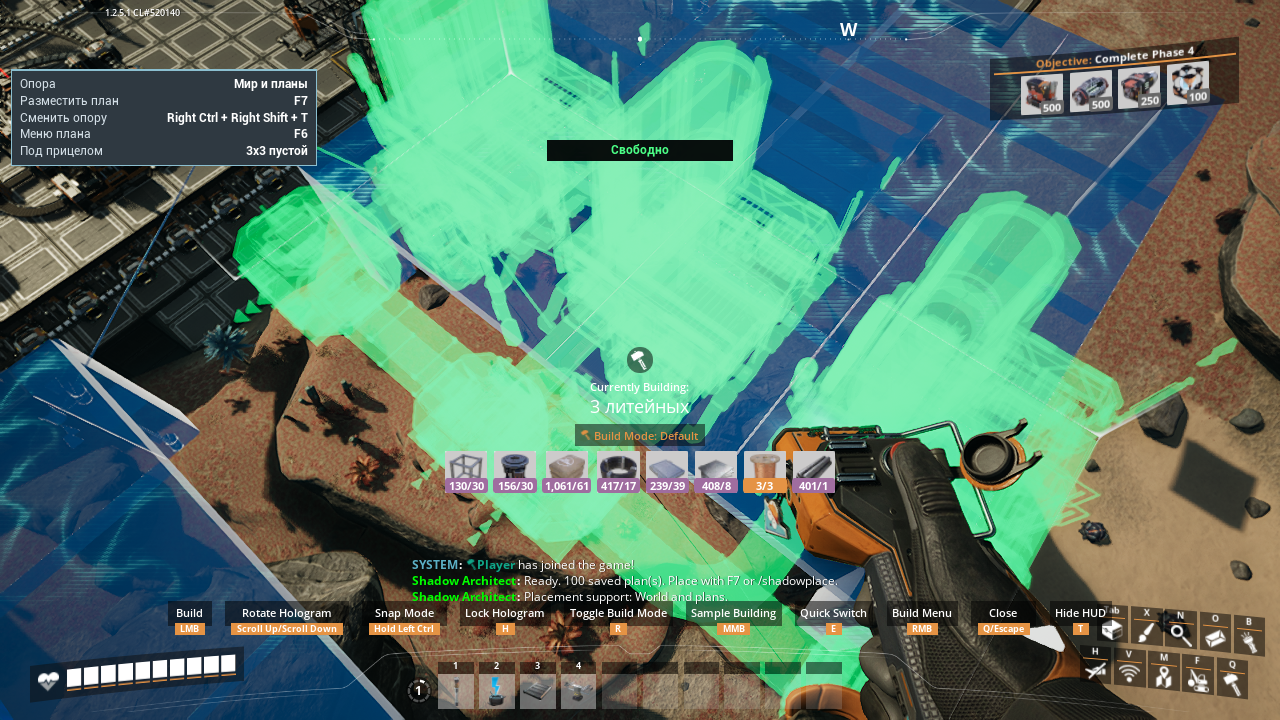 1.2.5.1 CL#520140
W
Objective: Complete Phase 4
500 500 250 100
Опора Мир и планы
Разместить план F7
Сменить опору Right Ctrl + Right Shift + T
Меню плана F6
Под прицелом 3x3 пустой
Свободно
Currently Building:
3 литейных
Build Mode: Default
130/30 156/30 1,061/61 417/17 239/39 408/8 3/3 401/1
SYSTEM: Player has joined the game!
Shadow Architect: Ready. 100 saved plan(s). Place with F7 or /shadowplace.
Shadow Architect: Placement support: World and plans.
Build Rotate Hologram Snap Mode Lock Hologram Toggle Build Mode Sample Building Quick Switch Build Menu Close Hide HUD
LMB Scroll Up/Scroll Down Hold Left Ctrl H R MMB E RMB Q/Escape T
Tab X N O B
H V M F Q
1 2 3 4
1